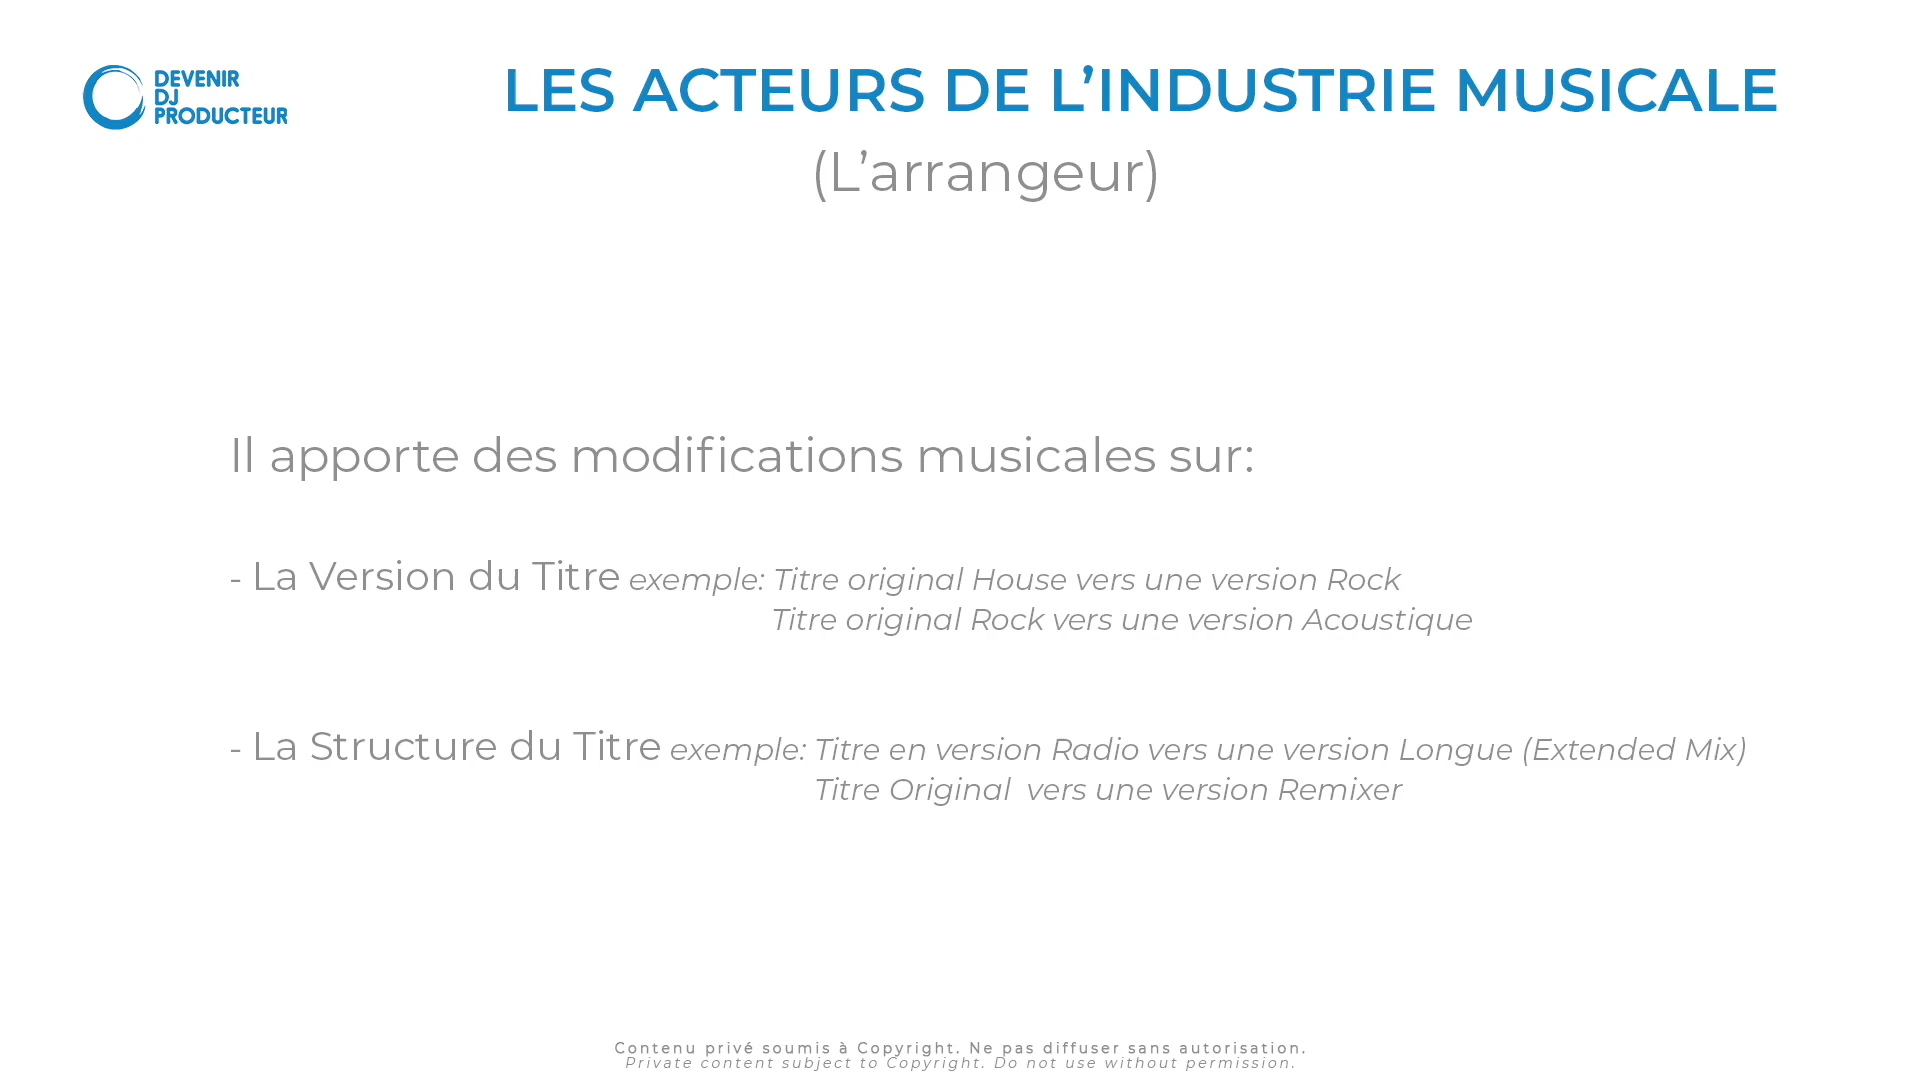 DEVENIR
DJ
PRODUCTEUR
LES ACTEURS DE L’INDUSTRIE MUSICALE
(L’arrangeur)
Il apporte des modifications musicales sur:
- La Version du Titre exemple: Titre original House vers une version Rock
Titre original Rock vers une version Acoustique
- La Structure du Titre exemple: Titre en version Radio vers une version Longue (Extended Mix)
Titre Original  vers une version Remixer
Contenu privé soumis à Copyright. Ne pas diffuser sans autorisation.
Private content subject to Copyright. Do not use without permission.